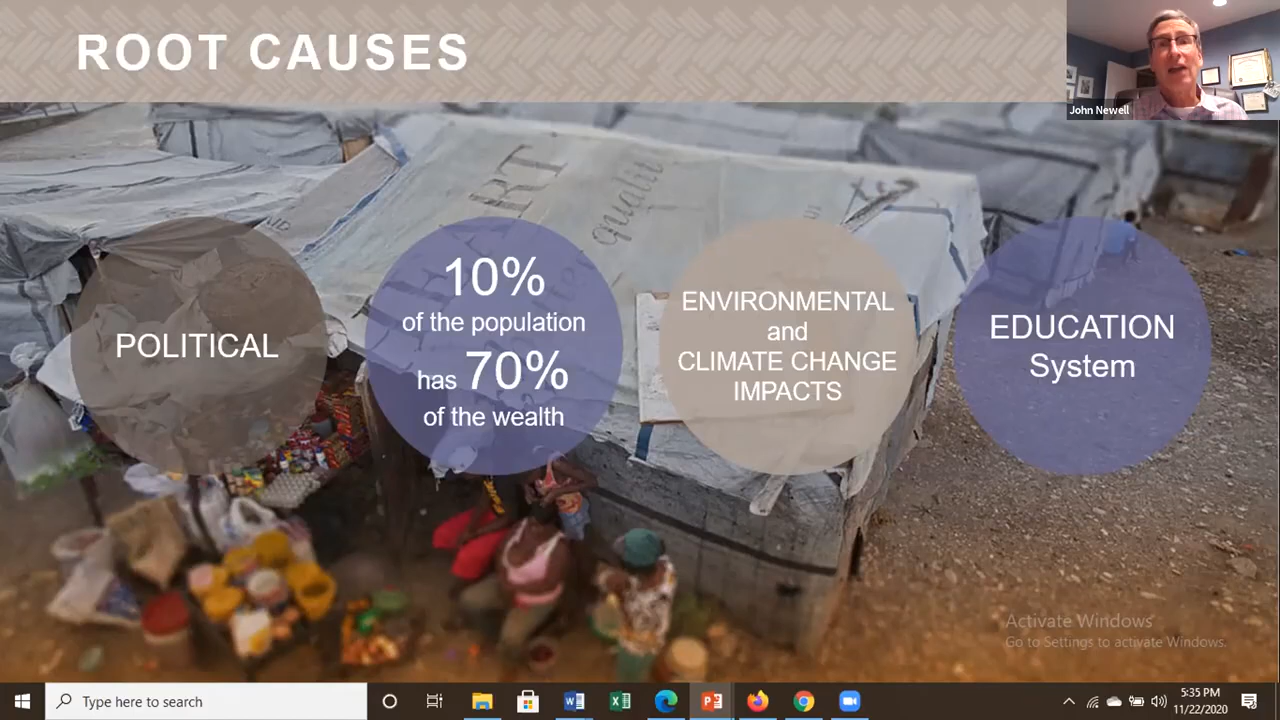 ROOT CAUSES
John Newell
ART
qualit
POLITICAL
10%
of the population
has 70%
of the wealth
ENVIRONMENTAL
and
CLIMATE CHANGE
IMPACTS
EDUCATION
System
Activate Windows
Go to Settings to activate Windows.
Type here to search
5:35 PM
11/22/2020